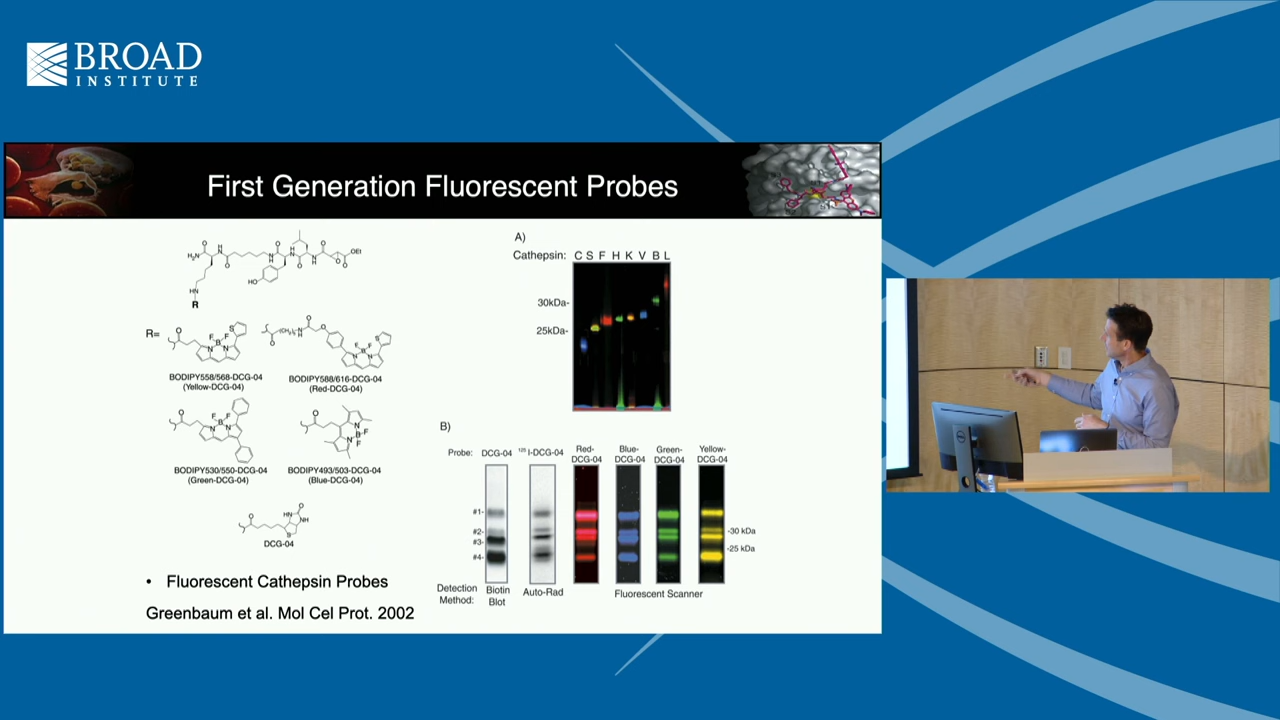 BROAD
INSTITUTE
First Generation Fluorescent Probes
R
R=
BODIPY558/568-DCG-04
(Yellow-DCG-04)
BODIPY588/616-DCG-04
(Red-DCG-04)
BODIPY530/550-DCG-04
(Green-DCG-04)
BODIPY493/503-DCG-04
(Blue-DCG-04)
DCG-04
• Fluorescent Cathepsin Probes
Greenbaum et al. Mol Cel Prot. 2002
A)
Cathepsin: C S F H K V B L
30kDa-
25kDa-
B)
Probe: DCG-04 125 I-DCG-04 Red-DCG-04 Blue-DCG-04 Green-DCG-04 Yellow-DCG-04
#1-
#2-
#3-
#4-
-30 kDa
-25 kDa
Detection Method: Biotin Blot Auto-Rad Fluorescent Scanner
DELL